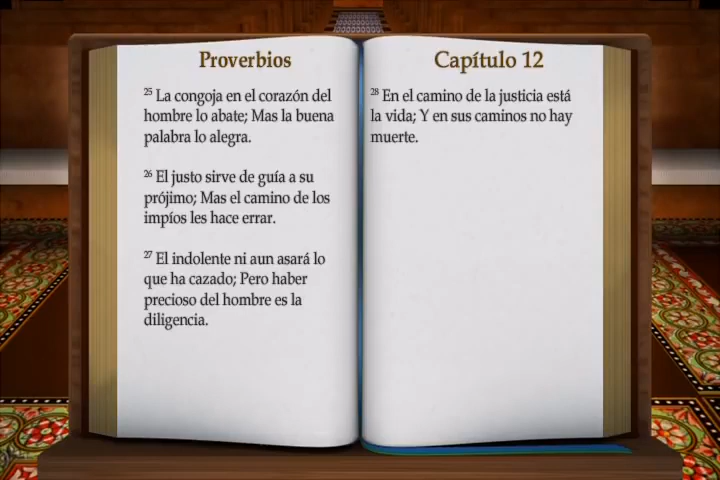 Proverbios
25 La congoja en el corazón del
hombre lo abate; Mas la buena
palabra lo alegra.
26 El justo sirve de guía a su
prójimo; Mas el camino de los
impíos les hace errar.
27 El indolente ni aun asará lo
que ha cazado; Pero haber
precioso del hombre es la
diligencia.
Capítulo 12
28 En el camino de la justicia está
la vida; Y en sus caminos no hay
muerte.